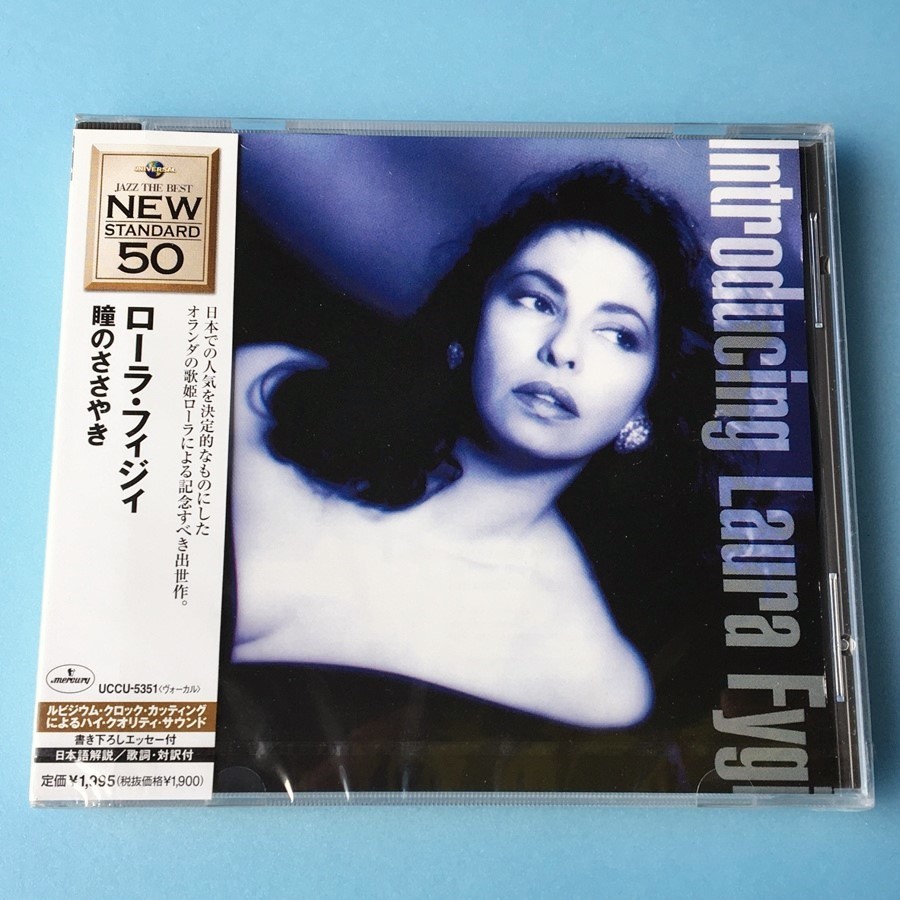 UNIVERSAL
JAZZ THE BEST
NEW
STANDARD
50
ローラ・フィジィ
瞳のささやき
日本での人気を決定的なものにした
オランダの歌姫ローラによる記念すべき出世作。
mercury
UCCU-5351〈ヴォーカル〉
ルビジウム・クロック・カッティング
によるハイ・クオリティ・サウンド
書き下ろしエッセー付
日本語解説／歌詞・対訳付
定価¥1,995(税抜価格¥1,900)
Introducing Laura Fygi